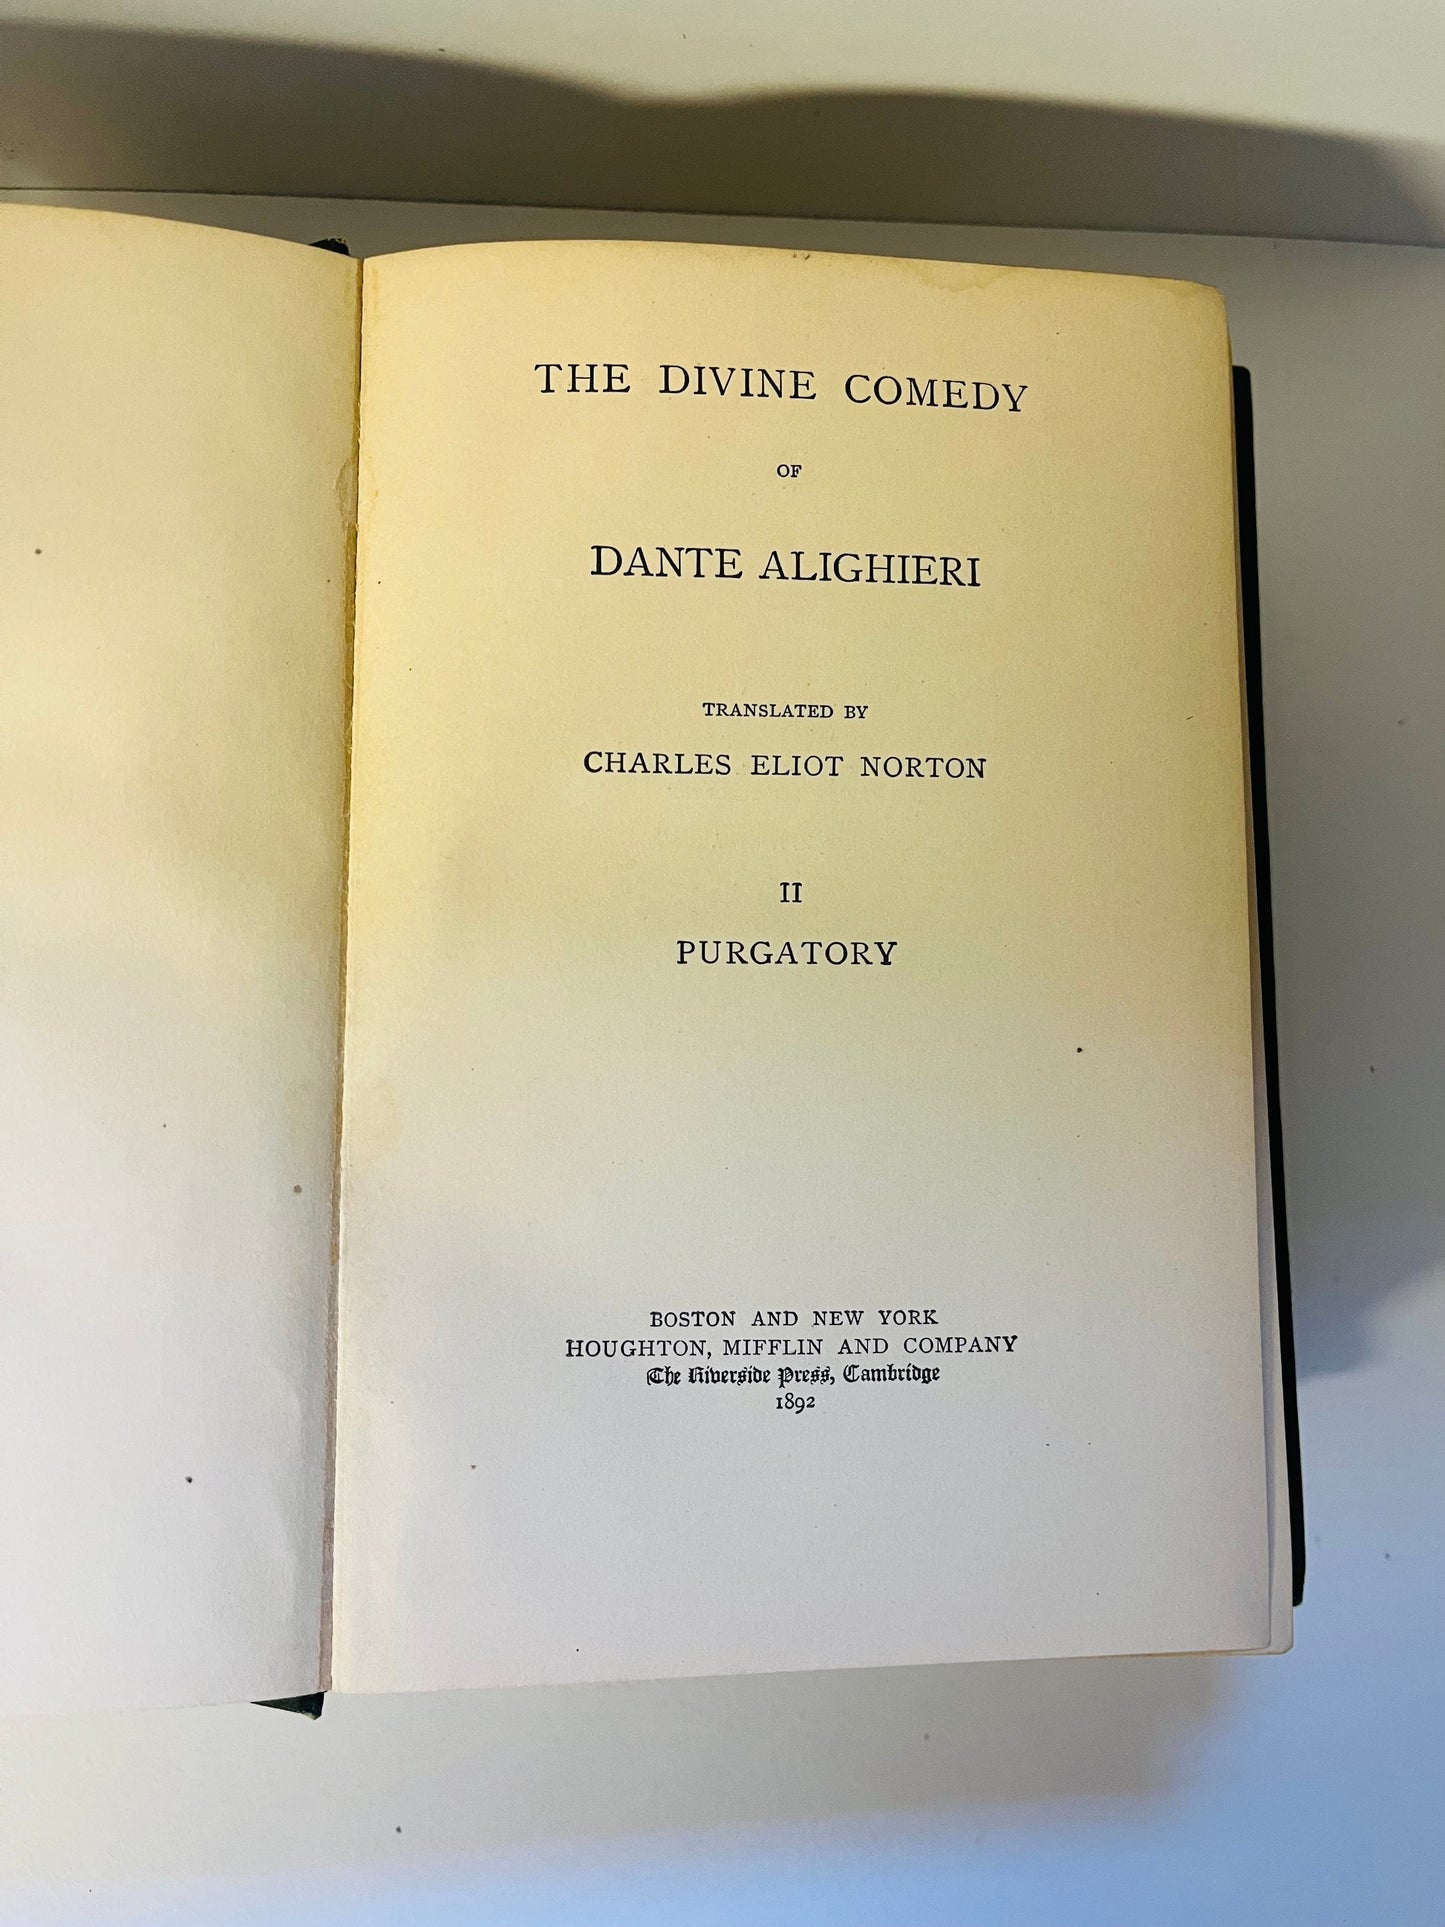 THE DIVINE COMEDY
OF
DANTE ALIGHIERI
TRANSLATED BY
CHARLES ELIOT NORTON
II
PURGATORY
BOSTON AND NEW YORK
HOUGHTON, MIFFLIN AND COMPANY
The Riverside Press, Cambridge
1892